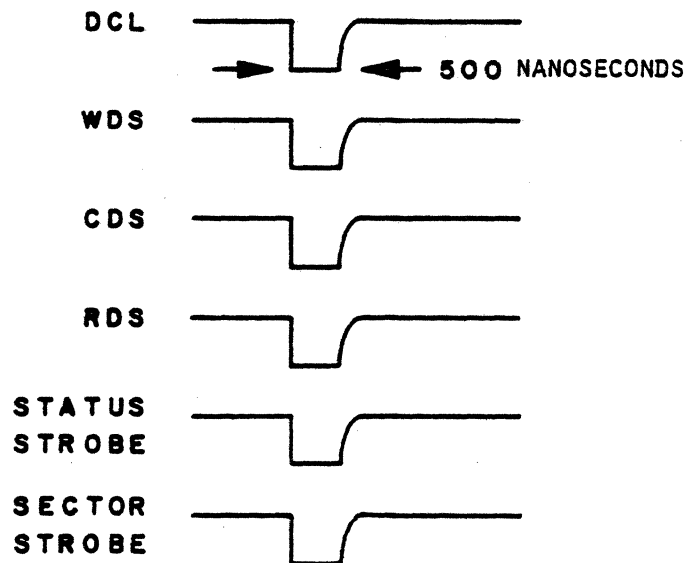 DCL
500 NANOSECONDS
WDS
CDS
RDS
STATUS
STROBE
SECTOR
STROBE